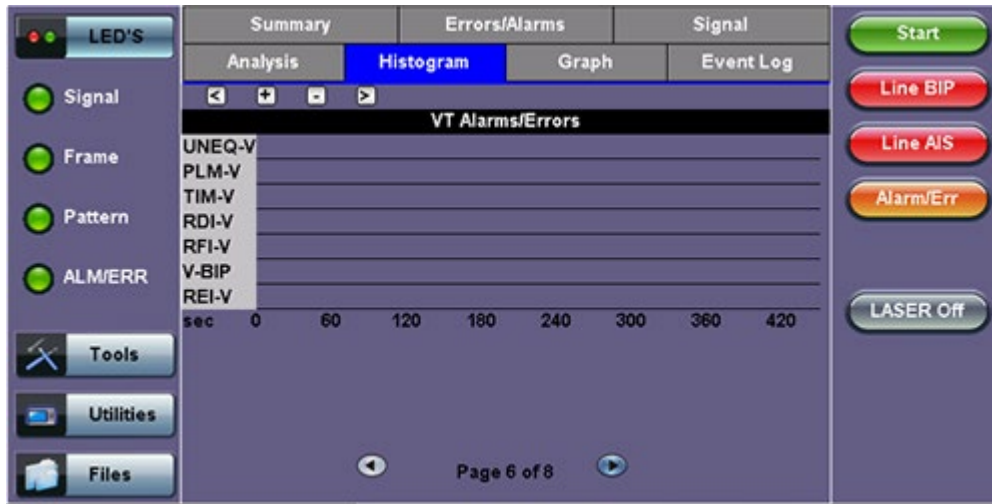 LED'S
Signal
Frame
Pattern
ALM/ERR
Tools
Utilities
Files
Summary Errors/Alarms Signal
Analysis Histogram Graph Event Log
< + - >
VT Alarms/Errors
UNEQ-V
PLM-V
TIM-V
RDI-V
RFI-V
V-BIP
REI-V
sec 0 60 120 180 240 300 360 420
Page 6 of 8
Start
Line BIP
Line AIS
Alarm/Err
LASER Off